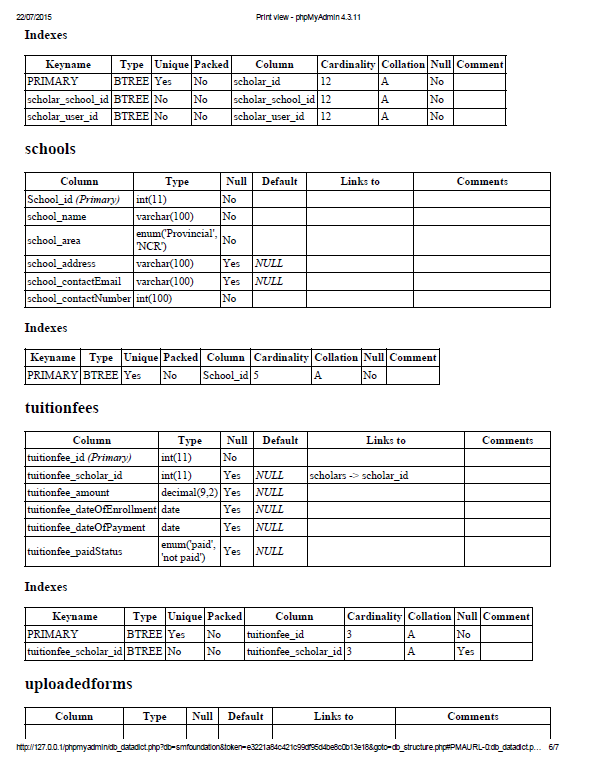 22/07/2015 Print view - phpMyAdmin 4.3.11
Indexes
Keyname Type Unique Packed Column Cardinality Collation Null Comment
PRIMARY BTREE Yes No scholar_id 12 A No
scholar_school_id BTREE No No scholar_school_id 12 A No
scholar_user_id BTREE No No scholar_user_id 12 A No
schools
Column Type Null Default Links to Comments
School_id (Primary) int(11) No
school_name varchar(100) No
school_area enum('Provincial', 'NCR') No
school_address varchar(100) Yes NULL
school_contactEmail varchar(100) Yes NULL
school_contactNumber int(100) No
Indexes
Keyname Type Unique Packed Column Cardinality Collation Null Comment
PRIMARY BTREE Yes No School_id 5 A No
tuitionfees
Column Type Null Default Links to Comments
tuitionfee_id (Primary) int(11) No
tuitionfee_scholar_id int(11) Yes NULL scholars -> scholar_id
tuitionfee_amount decimal(9,2) Yes NULL
tuitionfee_dateOfEnrollment date Yes NULL
tuitionfee_dateOfPayment date Yes NULL
tuitionfee_paidStatus enum('paid', 'not paid') Yes NULL
Indexes
Keyname Type Unique Packed Column Cardinality Collation Null Comment
PRIMARY BTREE Yes No tuitionfee_id 3 A No
tuitionfee_scholar_id BTREE No No tuitionfee_scholar_id 3 A Yes
uploadedforms
Column Type Null Default Links to Comments
http://127.0.0.1/phpmyadmin/db_datadict.php?db=smfoundation&token=e3221a84c421c99df95d4be8c0b13e18&goto=db_structure.php#PMAURL-0:db_datadict.p... 6/7